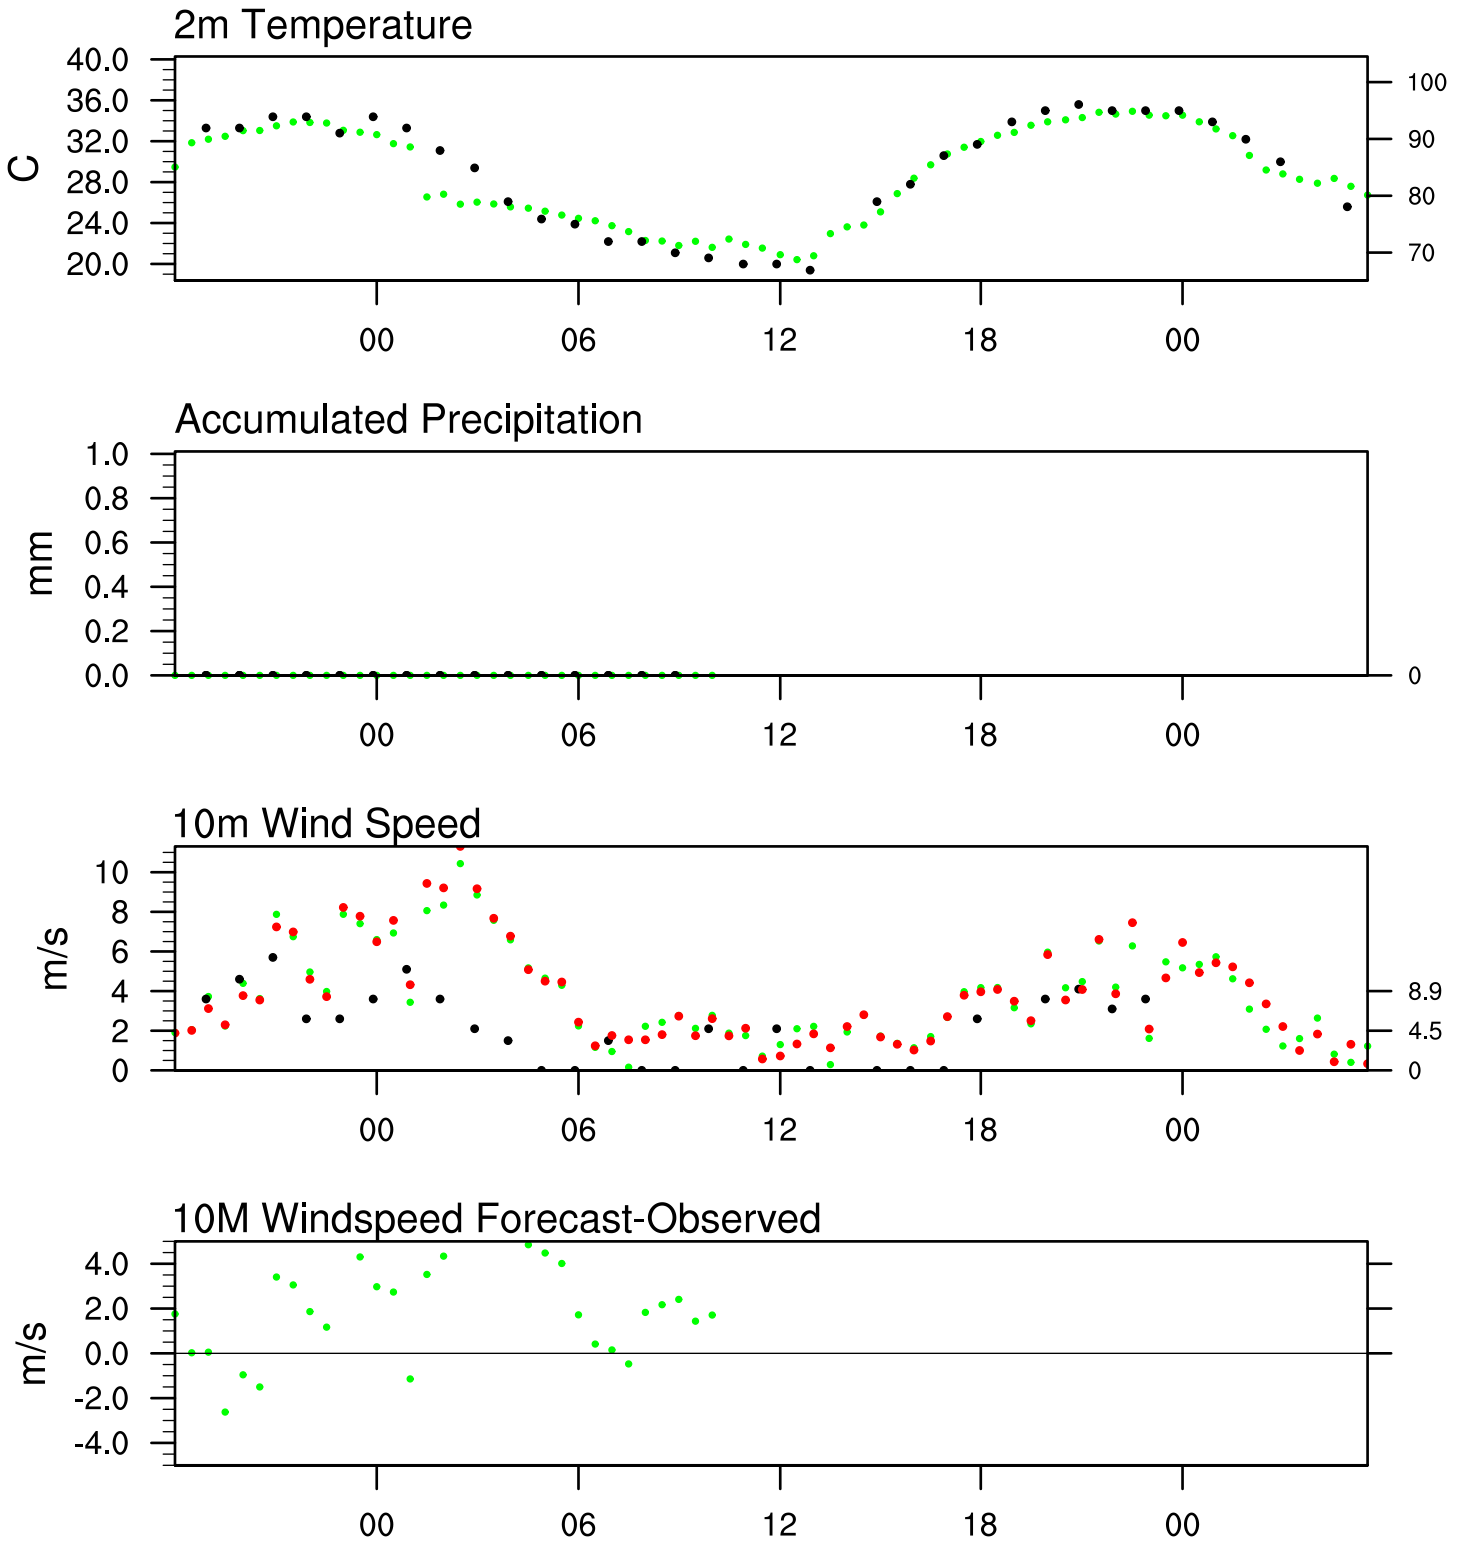 2m Temperature
40.0
36.0
32.0
28.0
24.0
20.0
C
100
90
80
70
00 06 12 18 00
Accumulated Precipitation
1.0
0.8
0.6
0.4
0.2
0.0
mm
0
00 06 12 18 00
10m Wind Speed
10
8
6
4
2
0
m/s
8.9
4.5
0
00 06 12 18 00
10M Windspeed Forecast-Observed
4.0
2.0
0.0
-2.0
-4.0
m/s
00 06 12 18 00